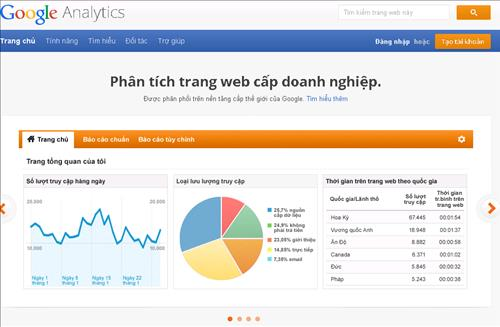 Google Analytics
Tìm kiếm trang web này
Trang chủ Tính năng Tìm hiểu Đối tác Trợ giúp
Đăng nhập hoặc Tạo tài khoản
Phân tích trang web cấp doanh nghiệp.
Được phân phối trên nền tảng cấp thế giới của Google. Tìm hiểu thêm
Trang chủ Báo cáo chuẩn Báo cáo tùy chỉnh
Trang tổng quan của tôi
Số lượt truy cập hàng ngày
20.000
20.000
10.000
10.000
Ngày 1 tháng 1
Ngày 8 tháng 1
Ngày 15 tháng 1
Ngày 22 tháng 1
Loại lưu lượng truy cập
25,7% nguồn cấp dữ liệu
24,9% không phải trả tiền
23,08% giới thiệu
14,88% trực tiếp
7,38% email
Thời gian trên trang web theo quốc gia
Quốc gia/Lãnh thổ Số lượt truy cập Thời gian tr.bình trên trang web
Hoa Kỳ 67.445 00:01:54
Vương quốc Anh 18.948 00:01:37
Ấn Độ 8.882 00:00:58
Canada 6.371 00:01:02
Đức 5.845 00:00:32
Pháp 5.243 00:00:38